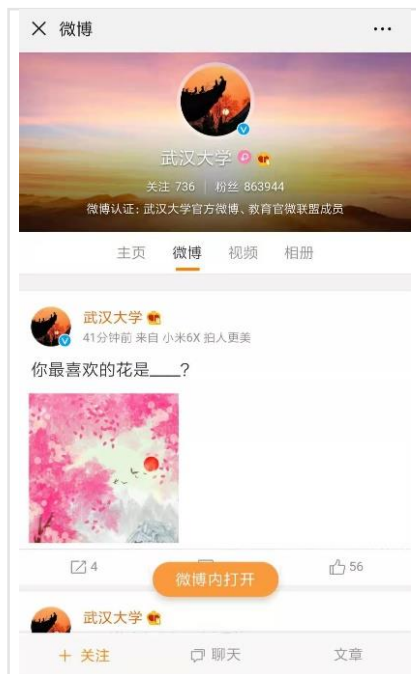 微博
武汉大学
关注 736 | 粉丝 863944
微博认证：武汉大学官方微博、教育官微联盟成员
主页 微博 视频 相册
武汉大学
41分钟前 来自 小米6X 拍人更美
你最喜欢的花是___?
4
56
微博内打开
武汉大学
+ 关注 聊天 文章